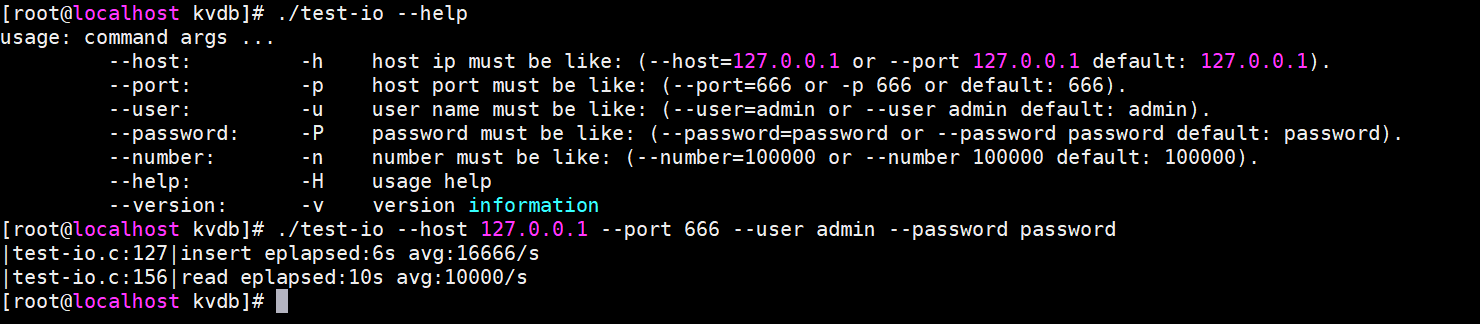 [root@localhost kvdb]# ./test-io --help
usage: command args ...
--host: -h host ip must be like: (--host=127.0.0.1 or --port 127.0.0.1 default: 127.0.0.1).
--port: -p host port must be like: (--port=666 or -p 666 or default: 666).
--user: -u user name must be like: (--user=admin or --user admin default: admin).
--password: -P password must be like: (--password=password or --password password default: password).
--number: -n number must be like: (--number=100000 or --number 100000 default: 100000).
--help: -H usage help
--version: -v version information
[root@localhost kvdb]# ./test-io --host 127.0.0.1 --port 666 --user admin --password password
|test-io.c:127|insert eplapsed:6s avg:16666/s
|test-io.c:156|read eplapsed:10s avg:10000/s
[root@localhost kvdb]#